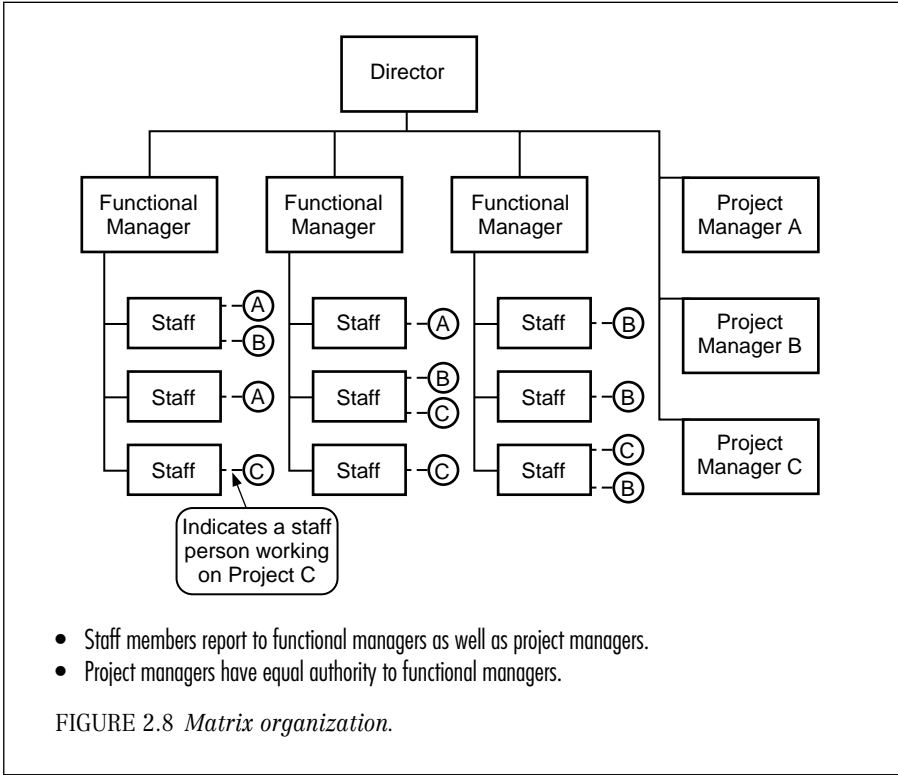 Director
Functional
Manager
Functional
Manager
Functional
Manager
Project
Manager A
Project
Manager B
Project
Manager C
Staff
A
B
Staff
A
Staff
C
Staff
A
Staff
B
C
Staff
C
Staff
B
Staff
B
Staff
C
B
Indicates a staff
person working
on Project C
• Staff members report to functional managers as well as project managers.
• Project managers have equal authority to functional managers.
FIGURE 2.8 Matrix organization.